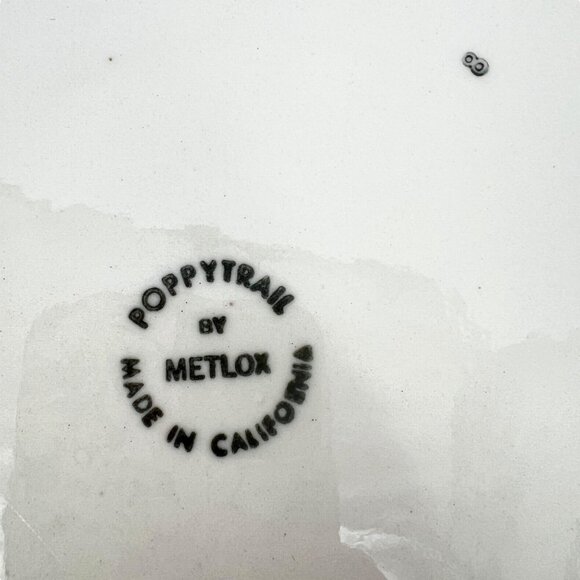 8
POPPYTRAIL
BY
METLOX
MADE IN CALIFORNIA